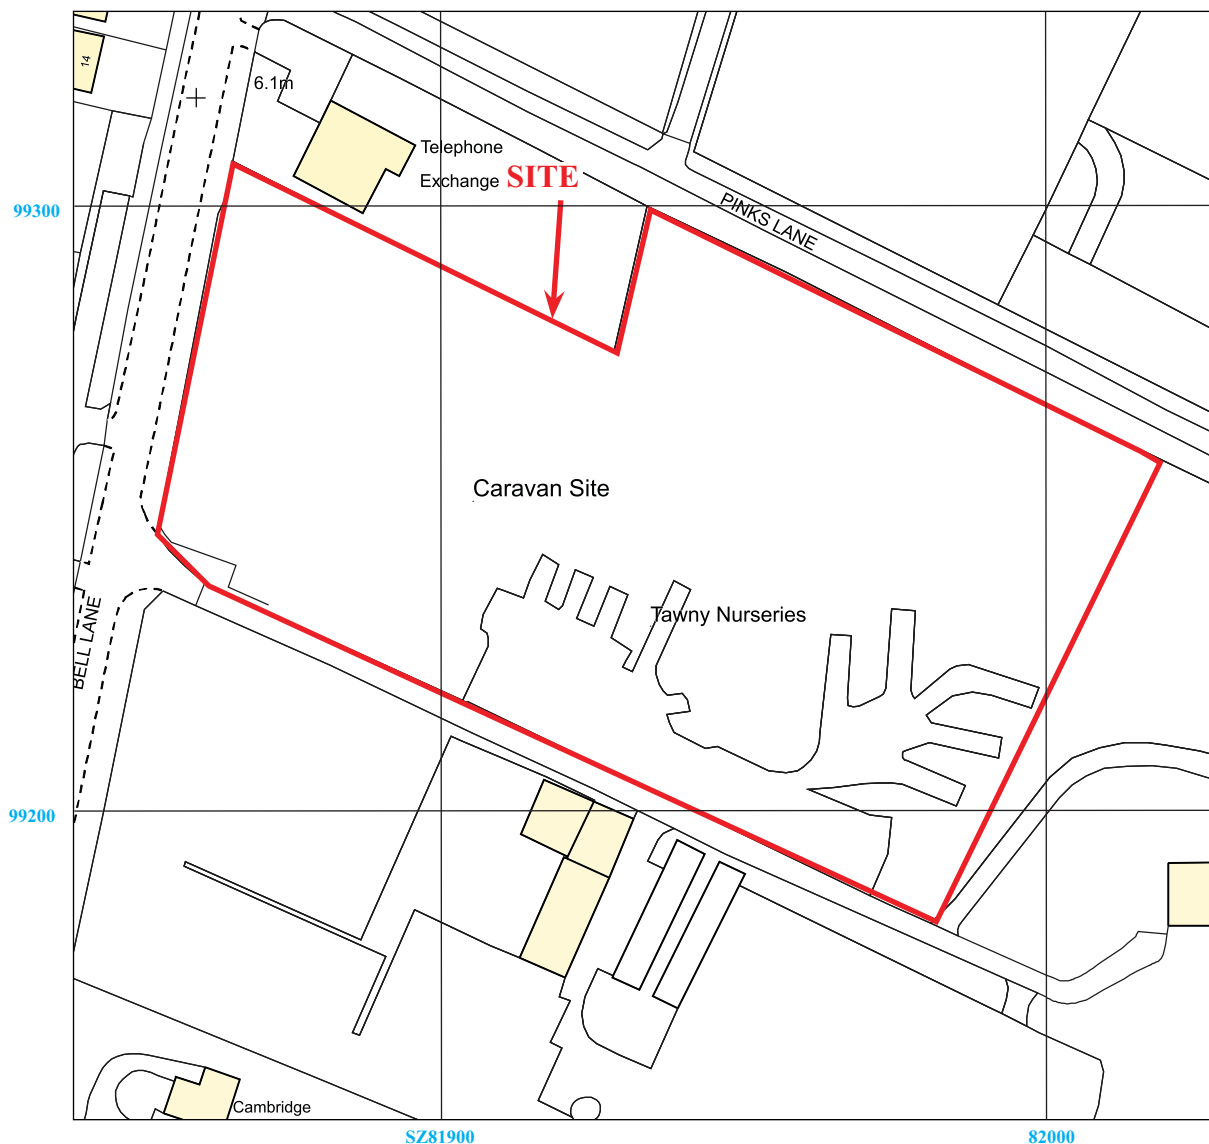 14
6.1m
Telephone
Exchange
SITE
99300
PINKS LANE
Caravan Site
Tawny Nurseries
BELL LANE
99200
Cambridge
SZ81900
82000